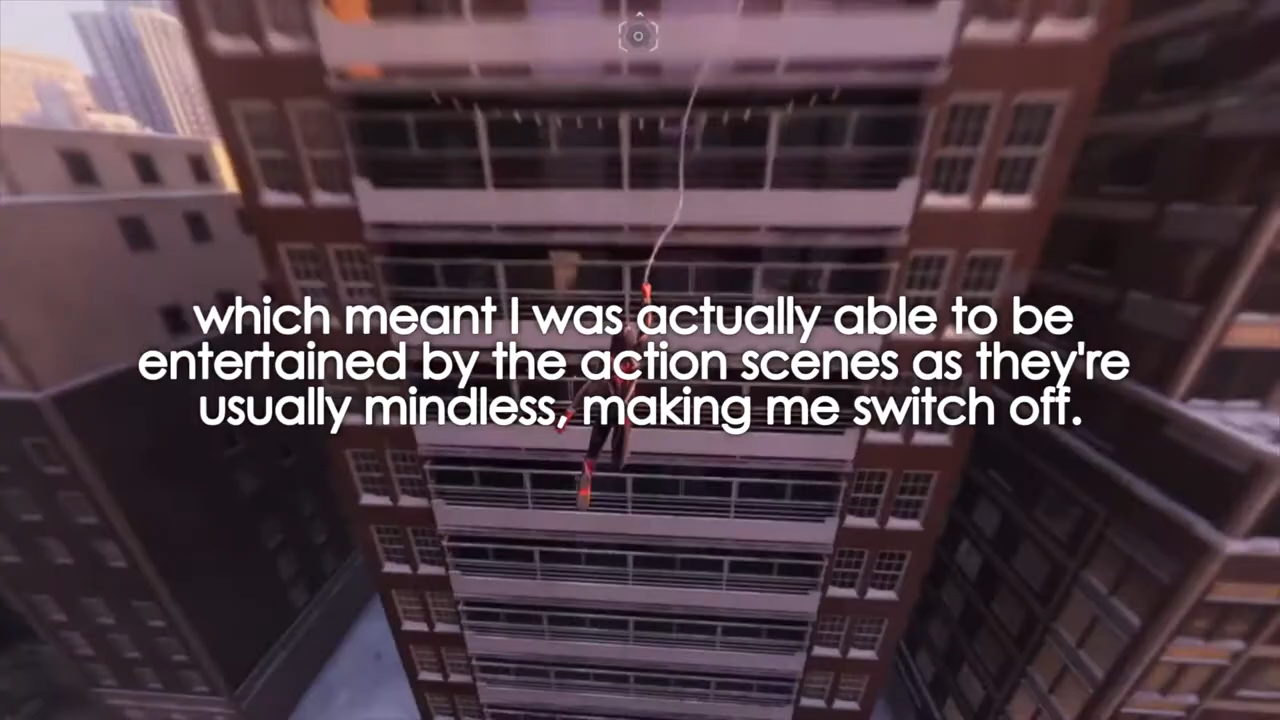 which meant I was actually able to be
entertained by the action scenes as they're
usually mindless, making me switch off.